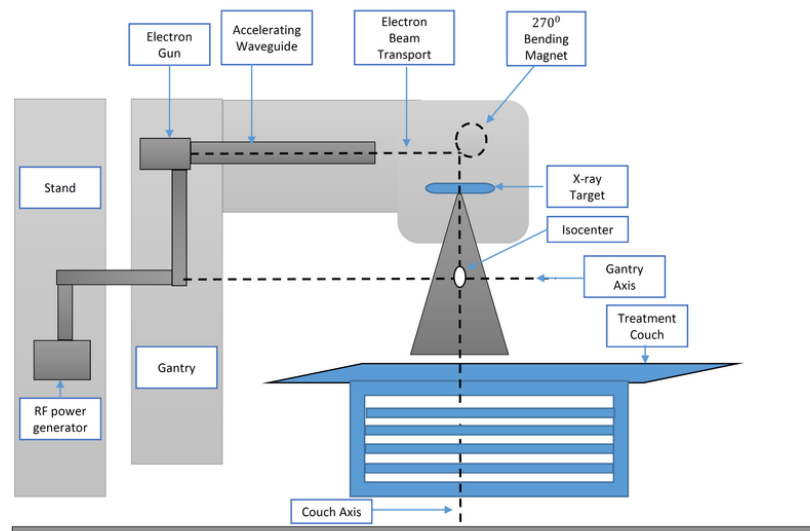 Electron
Gun
Accelerating
Waveguide
Electron
Beam
Transport
270⁰
Bending
Magnet
Stand
X-ray
Target
Isocenter
Gantry
Axis
Treatment
Couch
Gantry
RF power
generator
Couch Axis